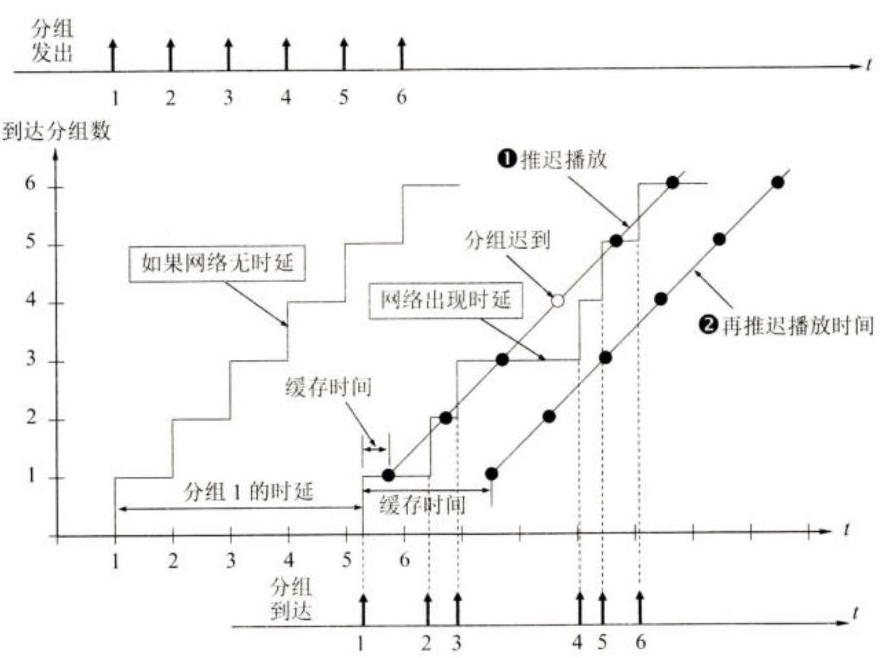 分组
发出
t
1 2 3 4 5 6
到达分组数
6
❶推迟播放
分组迟到
5
如果网络无时延
网络出现时延
4
❷再推迟播放时间
3
缓存时间
2
1
分组 1 的时延
缓存时间
t
1 2 3 4 5 6
分组
到达
t
1 2 3 4 5 6